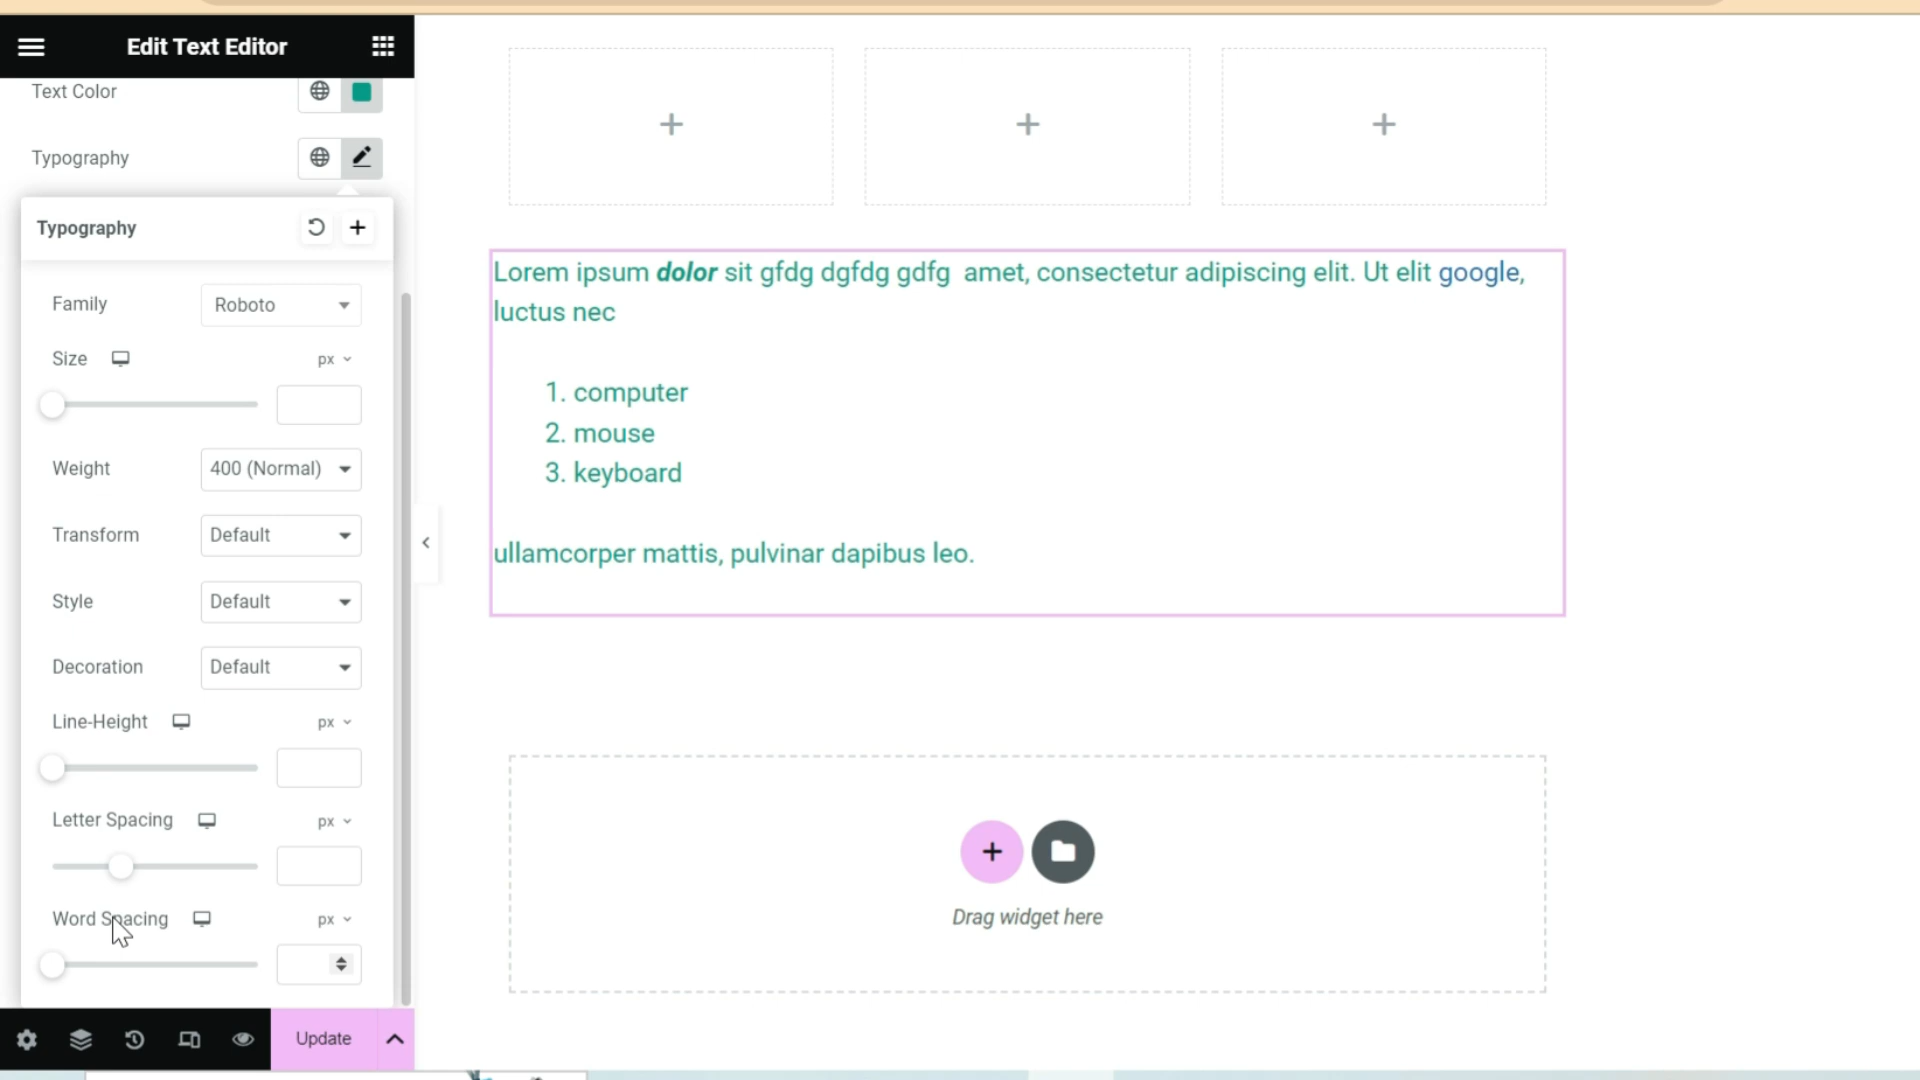 Edit Text Editor
Text Color
Typography
Typography
Family
Roboto
Size
px
Weight
400 (Normal)
Transform
Default
Style
Default
Decoration
Default
Line-Height
px
Letter Spacing
px
Word Spacing
px
Update
Lorem ipsum dolor sit gfdg dgfdg gdfg  amet, consectetur adipiscing elit. Ut elit google,
luctus nec
1. computer
2. mouse
3. keyboard
ullamcorper mattis, pulvinar dapibus leo.
Drag widget here